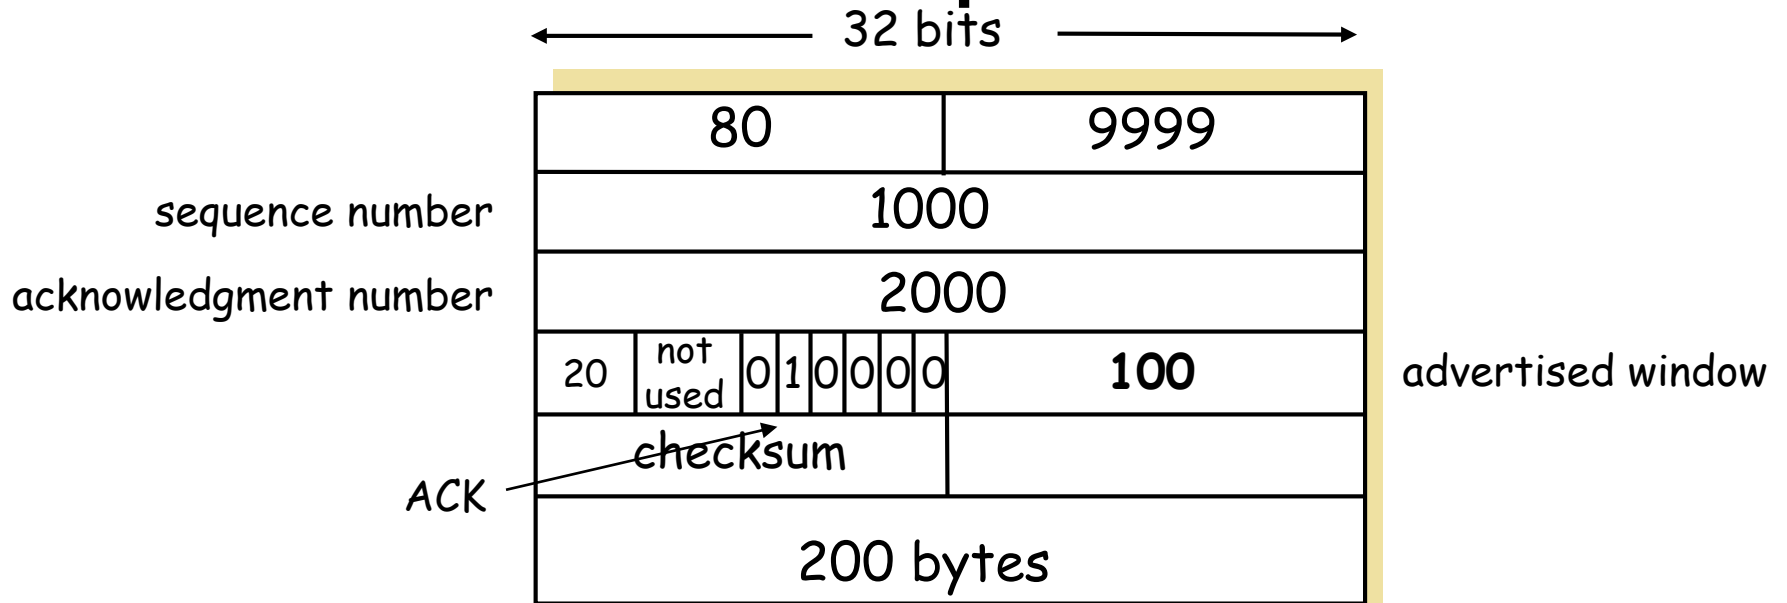 32 bits
80 9999
sequence number 1000
acknowledgment number 2000
20 not used 0 1 0 0 0 0 100 advertised window
checksum
ACK
200 bytes